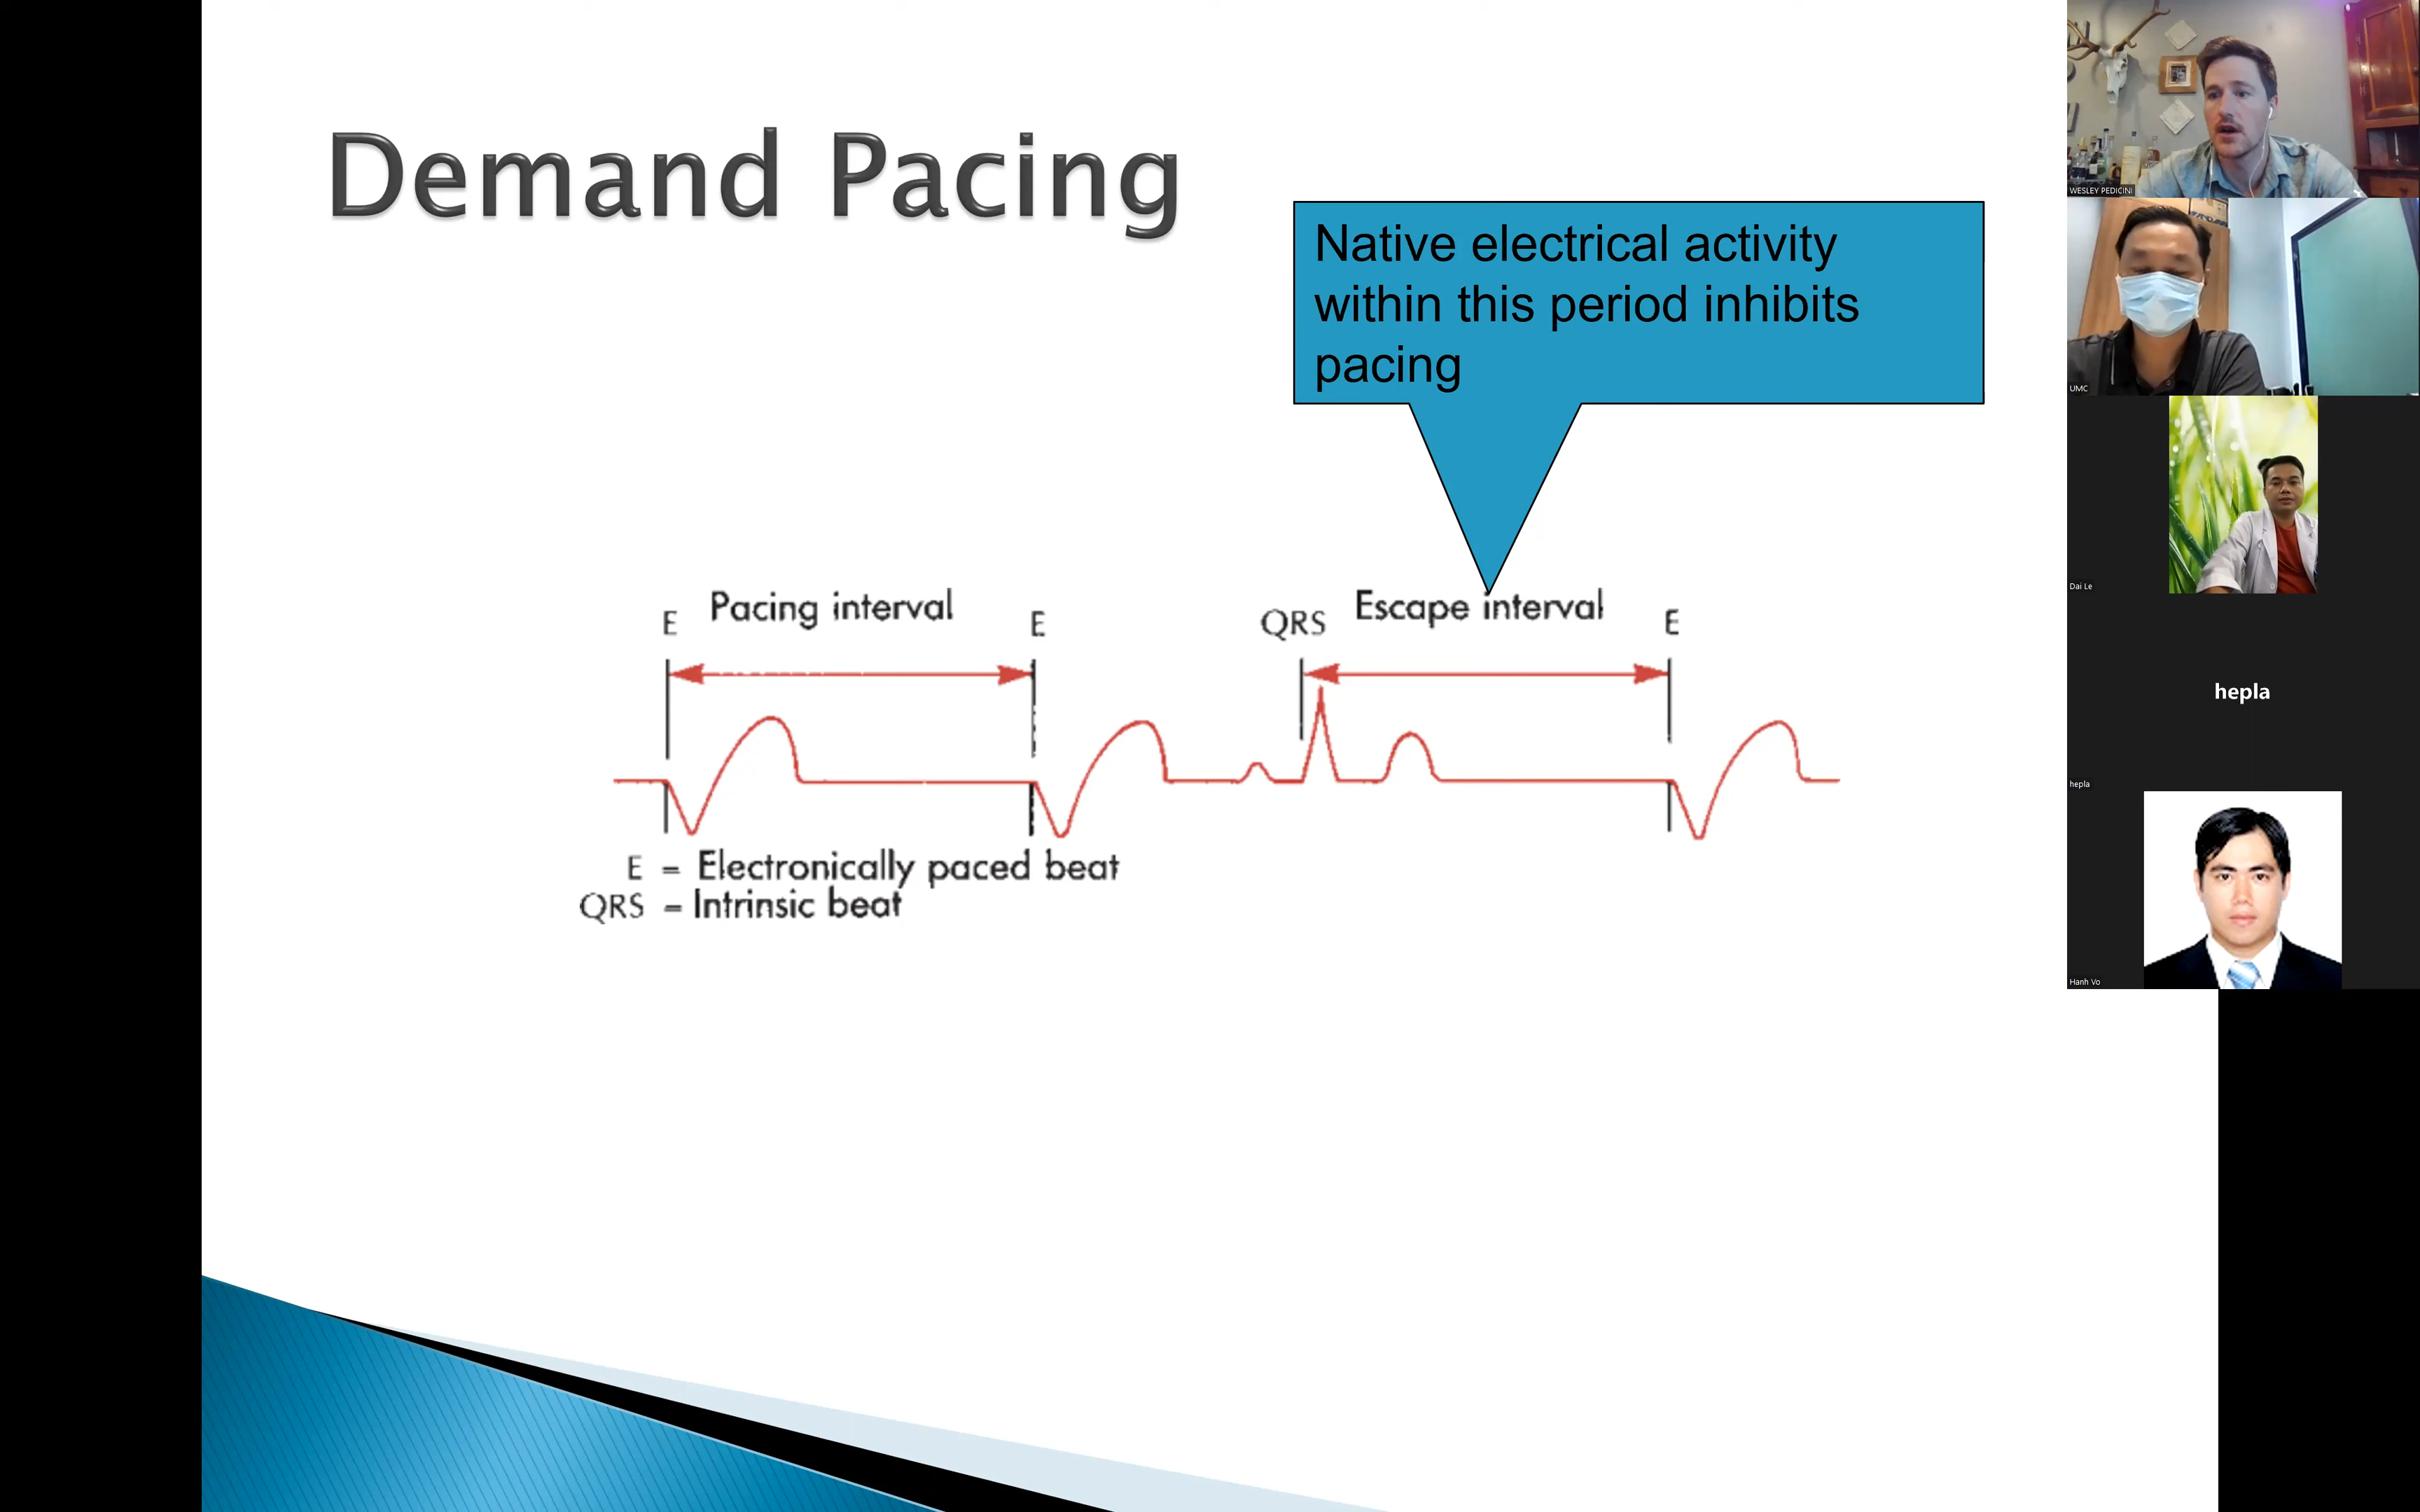 Demand Pacing
Native electrical activity
within this period inhibits
pacing
E Pacing interval E
QRS Escape interval E
E = Electronically paced beat
QRS = Intrinsic beat
WESLEY PEDICINI
UMC
Dai Le
hepla
hepla
Hanh Vo